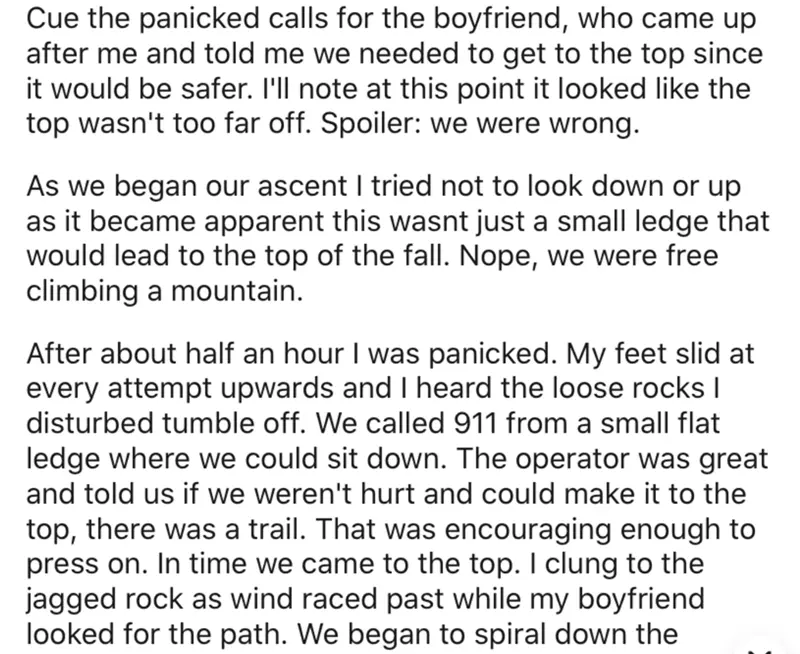 Cue the panicked calls for the boyfriend, who came up
after me and told me we needed to get to the top since
it would be safer. I'll note at this point it looked like the
top wasn't too far off. Spoiler: we were wrong.
As we began our ascent I tried not to look down or up
as it became apparent this wasnt just a small ledge that
would lead to the top of the fall. Nope, we were free
climbing a mountain.
After about half an hour I was panicked. My feet slid at
every attempt upwards and I heard the loose rocks I
disturbed tumble off. We called 911 from a small flat
ledge where we could sit down. The operator was great
and told us if we weren't hurt and could make it to the
top, there was a trail. That was encouraging enough to
press on. In time we came to the top. I clung to the
jagged rock as wind raced past while my boyfriend
looked for the path. We began to spiral down the